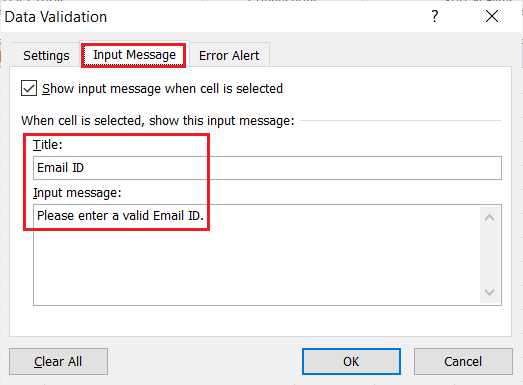 Data Validation ? ×
Settings Input Message Error Alert
Show input message when cell is selected
When cell is selected, show this input message:
Title:
Email ID
Input message:
Please enter a valid Email ID.
Clear All OK Cancel